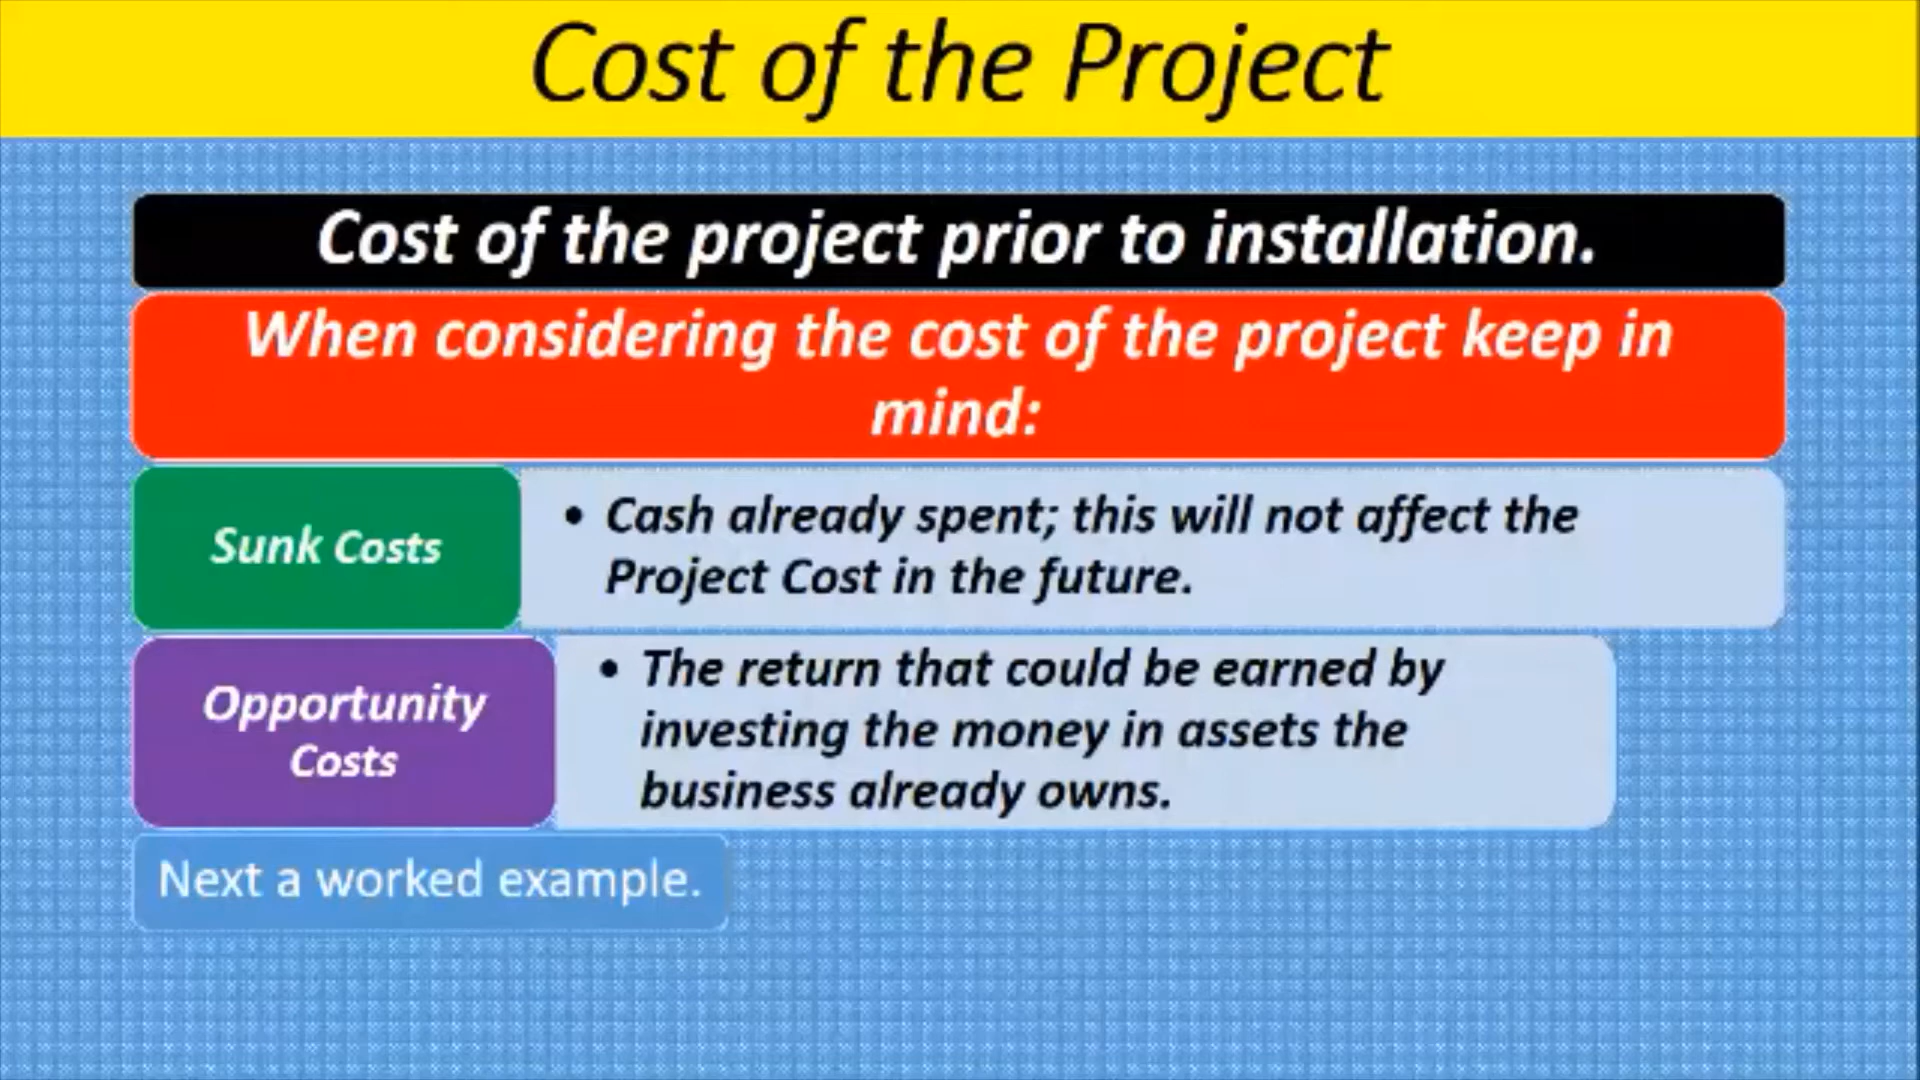 Cost of the Project
Cost of the project prior to installation.
When considering the cost of the project keep in
mind:
Sunk Costs
• Cash already spent; this will not affect the
Project Cost in the future.
Opportunity
Costs
• The return that could be earned by
investing the money in assets the
business already owns.
Next a worked example.